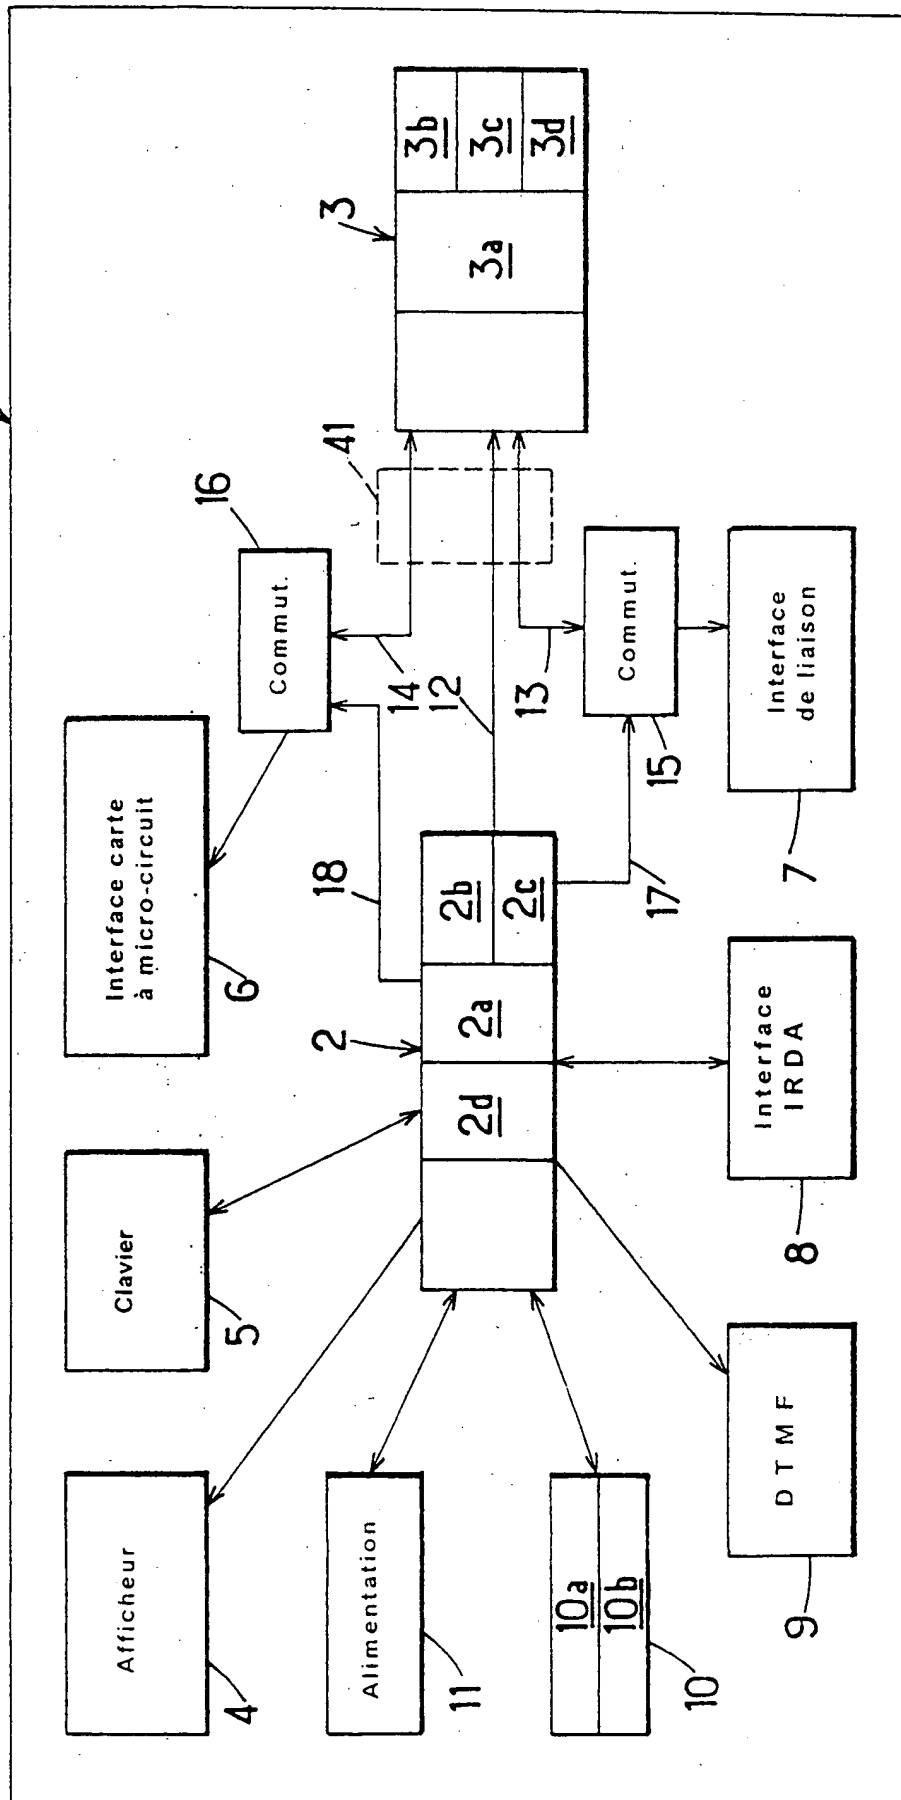 Afficheur
4
Clavier
5
Interface carte
à micro-circuit
6
Commut.
16
18
14
12
41
3
3a
3b
3c
3d
2
2d
2a
2b
2c
Alimentation
11
10a
10b
10
DTMF
9
Interface
IRDA
8
17
13
Commut.
15
Interface
de liaison
7